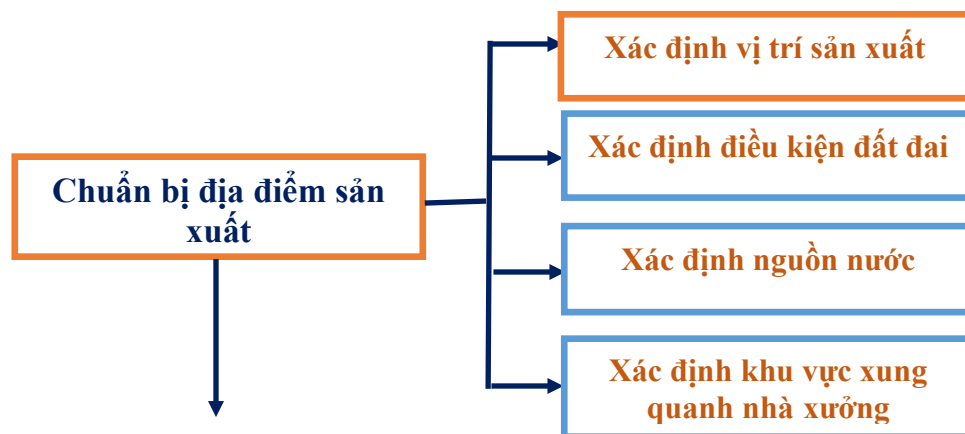 Chuẩn bị địa điểm sản
xuất
Xác định vị trí sản xuất
Xác định điều kiện đất đai
Xác định nguồn nước
Xác định khu vực xung
quanh nhà xưởng